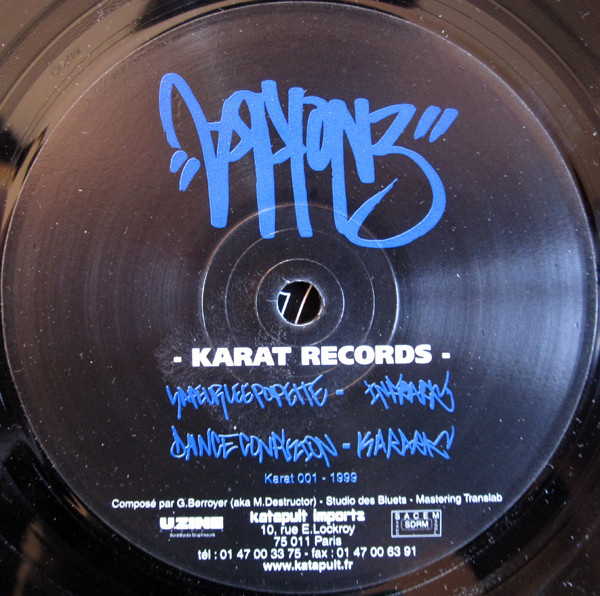 - KARAT RECORDS -
DANCE
Karat 001 - 1999
Composé par G.Berroyer (aka M.Destructor) - Studio des Bluets - Mastering Translab
U.ZINE
katapult imports
SACEM
SDRM
10, rue E.Lockroy
75 011 Paris
tél : 01 47 00 33 75 - fax : 01 47 00 63 91
www.katapult.fr